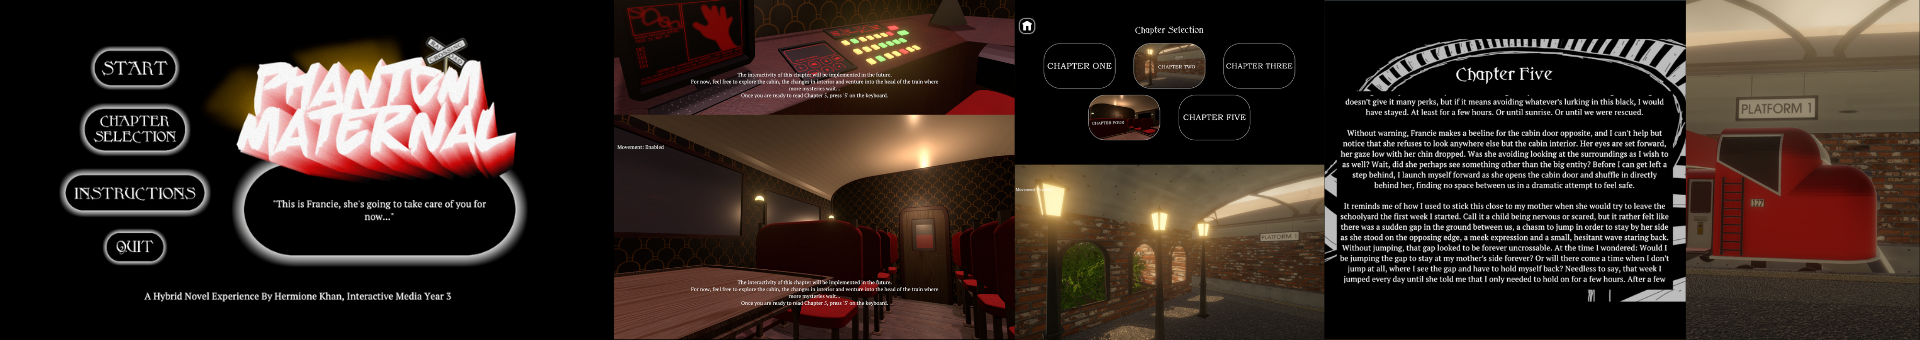 START
CHAPTER
SELECTION
INSTRUCTIONS
QUIT
RAILROAD
CROSSING
PHANTOM
MATERNAL
"This is Francie, she's going to take care of you for
now..."
A Hybrid Novel Experience By Hermione Khan, Interactive Media Year 3
The interactivity of this chapter will be implemented in the future.
For now, feel free to explore the cabin, the changes in interior and venture into the head of the train where
more mysteries wait...
Once you are ready to read Chapter 5, press '5' on the keyboard.
Movement: Enabled
The interactivity of this chapter will be implemented in the future.
For now, feel free to explore the cabin, the changes in interior and venture into the head of the train where
more mysteries wait...
Once you are ready to read Chapter 5, press '5' on the keyboard.
Chapter Selection
CHAPTER ONE
CHAPTER TWO
CHAPTER THREE
CHAPTER FOUR
CHAPTER FIVE
PLATFORM 1
Chapter Five
doesn't give it many perks, but if it means avoiding whatever's lurking in this black, I would
have stayed. At least for a few hours. Or until sunrise. Or until we were rescued.
Without warning, Francie makes a beeline for the cabin door opposite, and I can't help but
notice that she refuses to look anywhere else but the cabin interior. Her eyes are set forward,
her gaze low with her chin dropped. Was she avoiding looking at the surroundings as I wish to
as well? Wait, did she perhaps see something other than the big entity? Before I can get left a
step behind, I launch myself forward as she opens the cabin door and shuffle in directly
behind her, finding no space between us in a dramatic attempt to feel safe.
It reminds me of how I used to stick this close to my mother when she would try to leave the
schoolyard the first week I started. Call it a child being nervous or scared, but it rather felt like
there was a sudden gap in the ground between us, a chasm to jump in order to stay by her side
as she stood on the opposing edge, a meek expression and a small, hesitant wave staring back.
Without jumping, that gap looked to be forever uncrossable. At the time I wondered: Would I
be jumping the gap to stay at my mother's side forever? Or will there come a time when I don't
jump at all, where I see the gap and have to hold myself back? Needless to say, that week I
jumped every day until she told me that I only needed to hold on for a few hours. After a few
PLATFORM 1
127